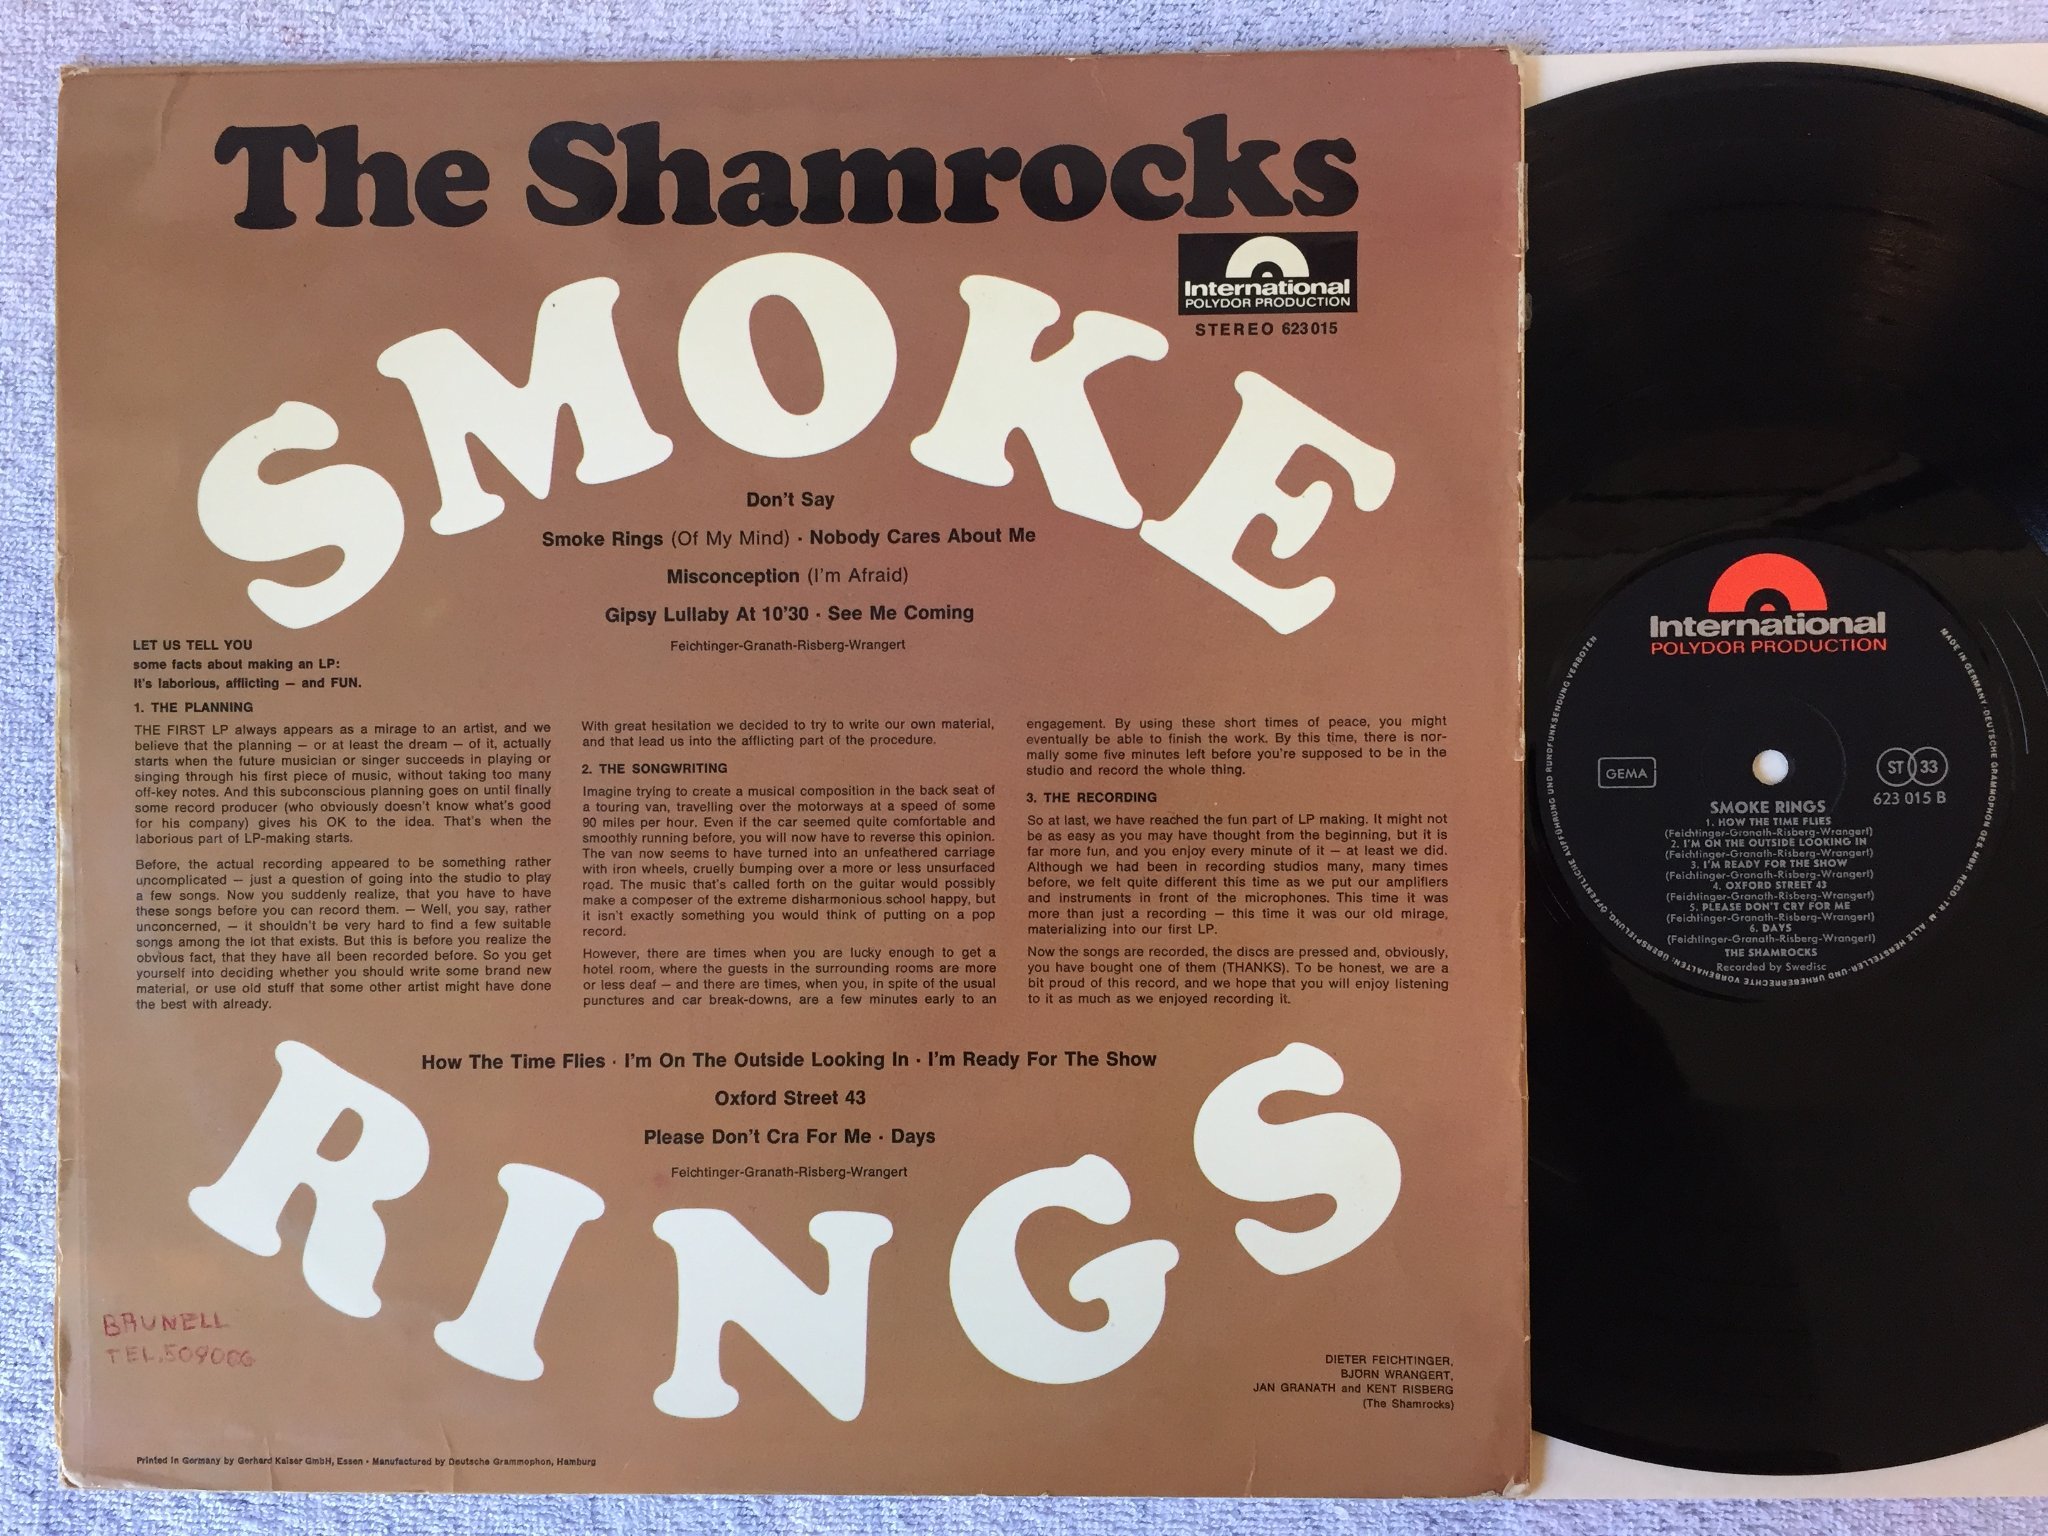 The Shamrocks
International
POLYDOR PRODUCTION
STEREO 623015
SMOKE
Don't Say
Smoke Rings (Of My Mind) · Nobody Cares About Me
Misconception (I'm Afraid)
Gipsy Lullaby At 10'30 · See Me Coming
Feichtinger-Granath-Risberg-Wrangert
LET US TELL YOU
some facts about making an LP:
It's laborious, afflicting — and FUN.
1. THE PLANNING
THE FIRST LP always appears as a mirage to an artist, and we
believe that the planning — or at least the dream — of it, actually
starts when the future musician or singer succeeds in playing or
singing through his first piece of music, without taking too many
off-key notes. And this subconscious planning goes on until finally
some record producer (who obviously doesn't know what's good
for his company) gives his OK to the idea. That's when the
laborious part of LP-making starts.
Before, the actual recording appeared to be something rather
uncomplicated — just a question of going into the studio to play
a few songs. Now you suddenly realize, that you have to have
these songs before you can record them. — Well, you say, rather
unconcerned, — it shouldn't be very hard to find a few suitable
songs among the lot that exists. But this is before you realize the
obvious fact, that they have all been recorded before. So you get
yourself into deciding whether you should write some brand new
material, or use old stuff that some other artist might have done
the best with already.
With great hesitation we decided to try to write our own material,
and that lead us into the afflicting part of the procedure.
2. THE SONGWRITING
Imagine trying to create a musical composition in the back seat of
a touring van, travelling over the motorways at a speed of some
90 miles per hour. Even if the car seemed quite comfortable and
smoothly running before, you will now have to reverse this opinion.
The van now seems to have turned into an unfeathered carriage
with iron wheels, cruelly bumping over a more or less unsurfaced
road. The music that's called forth on the guitar would possibly
make a composer of the extreme disharmonious school happy, but
it isn't exactly something you would think of putting on a pop
record.
However, there are times when you are lucky enough to get a
hotel room, where the guests in the surrounding rooms are more
or less deaf — and there are times, when you, in spite of the usual
punctures and car break-downs, are a few minutes early to an
engagement. By using these short times of peace, you might
eventually be able to finish the work. By this time, there is nor-
mally some five minutes left before you're supposed to be in the
studio and record the whole thing.
3. THE RECORDING
So at last, we have reached the fun part of LP making. It might not
be as easy as you may have thought from the beginning, but it is
far more fun, and you enjoy every minute of it — at least we did.
Although we had been in recording studios many, many times
before, we felt quite different this time as we put our amplifiers
and instruments in front of the microphones. This time it was
more than just a recording — this time it was our old mirage,
materializing into our first LP.
Now the songs are recorded, the discs are pressed and, obviously,
you have bought one of them (THANKS). To be honest, we are a
bit proud of this record, and we hope that you will enjoy listening
to it as much as we enjoyed recording it.
How The Time Flies · I'm On The Outside Looking In · I'm Ready For The Show
Oxford Street 43
Please Don't Cra For Me · Days
Feichtinger-Granath-Risberg-Wrangert
RINGS
BRUNELL
TEL. 509006
DIETER FEICHTINGER,
BJÖRN WRANGERT,
JAN GRANATH and KENT RISBERG
(The Shamrocks)
Printed in Germany by Gerhard Kaiser GmbH, Essen · Manufactured by Deutsche Grammophon, Hamburg
International
POLYDOR PRODUCTION
MADE IN GERMANY · DEUTSCHE GRAMMOPHON GES. MBH · REGD. TR. M. ALLE HERSTELLER- UND URHEBERRECHTE VORBEHALTEN: ÜBERSPIELUNG, ÖFFENTLICHE AUFFÜHRUNG UND RUNDFUNKSENDUNG VERBOTEN
GEMA
ST 33
623 015 B
SMOKE RINGS
1. HOW THE TIME FLIES
(Feichtinger-Granath-Risberg-Wrangert)
2. I'M ON THE OUTSIDE LOOKING IN
(Feichtinger-Granath-Risberg-Wrangert)
3. I'M READY FOR THE SHOW
(Feichtinger-Granath-Risberg-Wrangert)
4. OXFORD STREET 43
(Feichtinger-Granath-Risberg-Wrangert)
5. PLEASE DON'T CRY FOR ME
(Feichtinger-Granath-Risberg-Wrangert)
6. DAYS
(Feichtinger-Granath-Risberg-Wrangert)
THE SHAMROCKS
Recorded by Swedisc